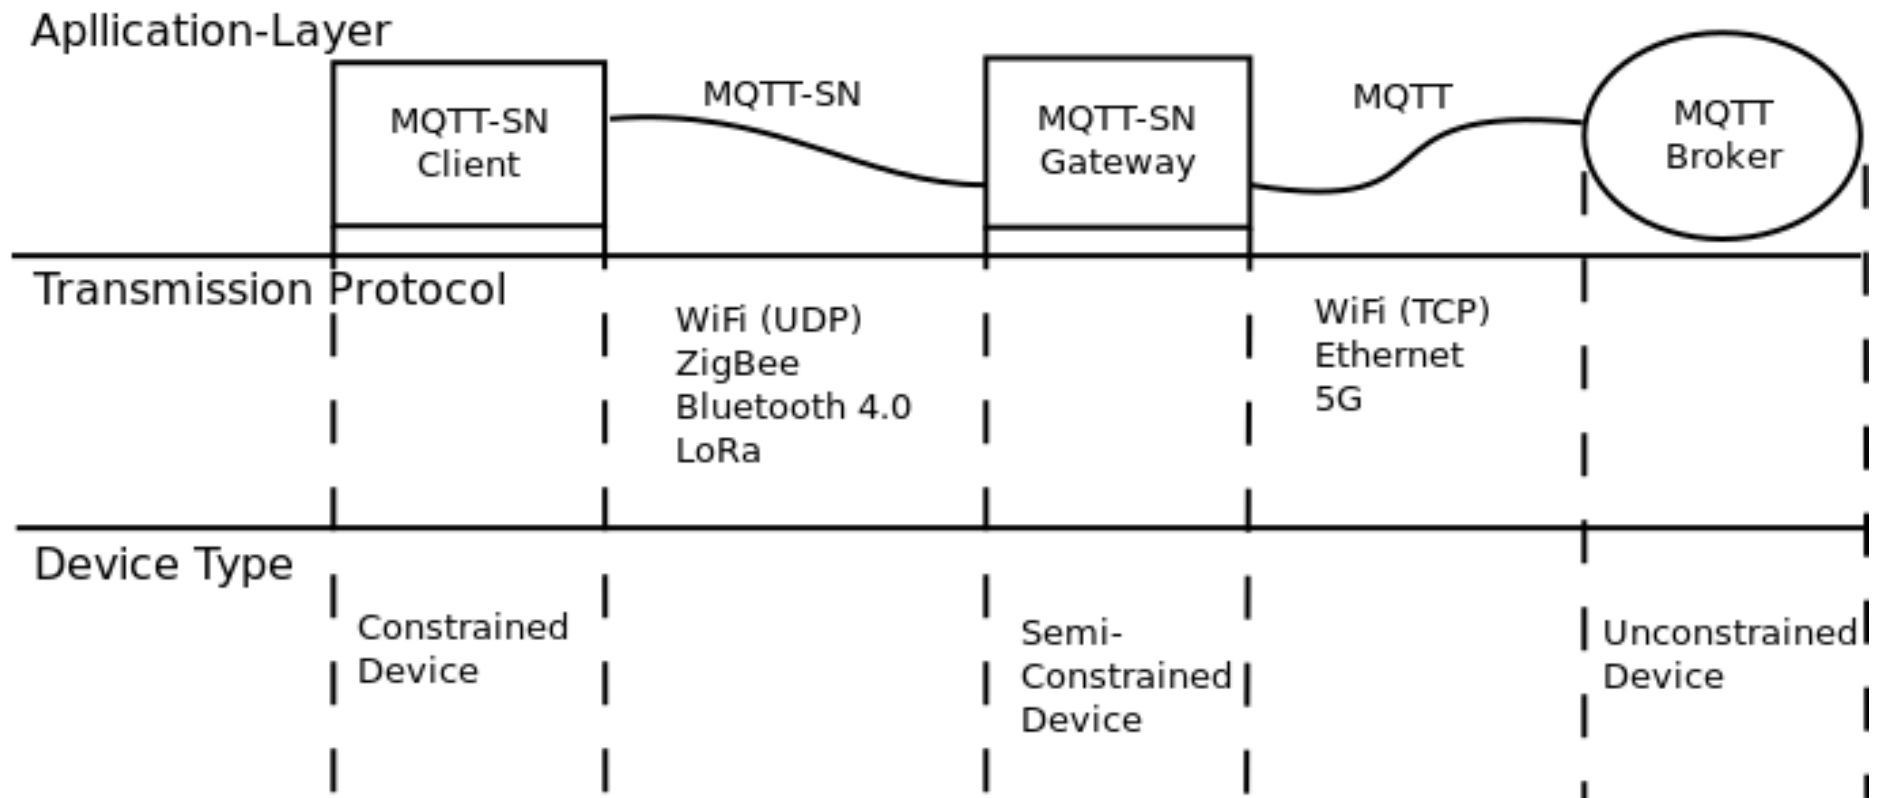 Apllication-Layer
MQTT-SN
Client
MQTT-SN
MQTT-SN
Gateway
MQTT
MQTT
Broker
Transmission Protocol
WiFi (UDP)
ZigBee
Bluetooth 4.0
LoRa
WiFi (TCP)
Ethernet
5G
Device Type
Constrained
Device
Semi-
Constrained
Device
Unconstrained
Device